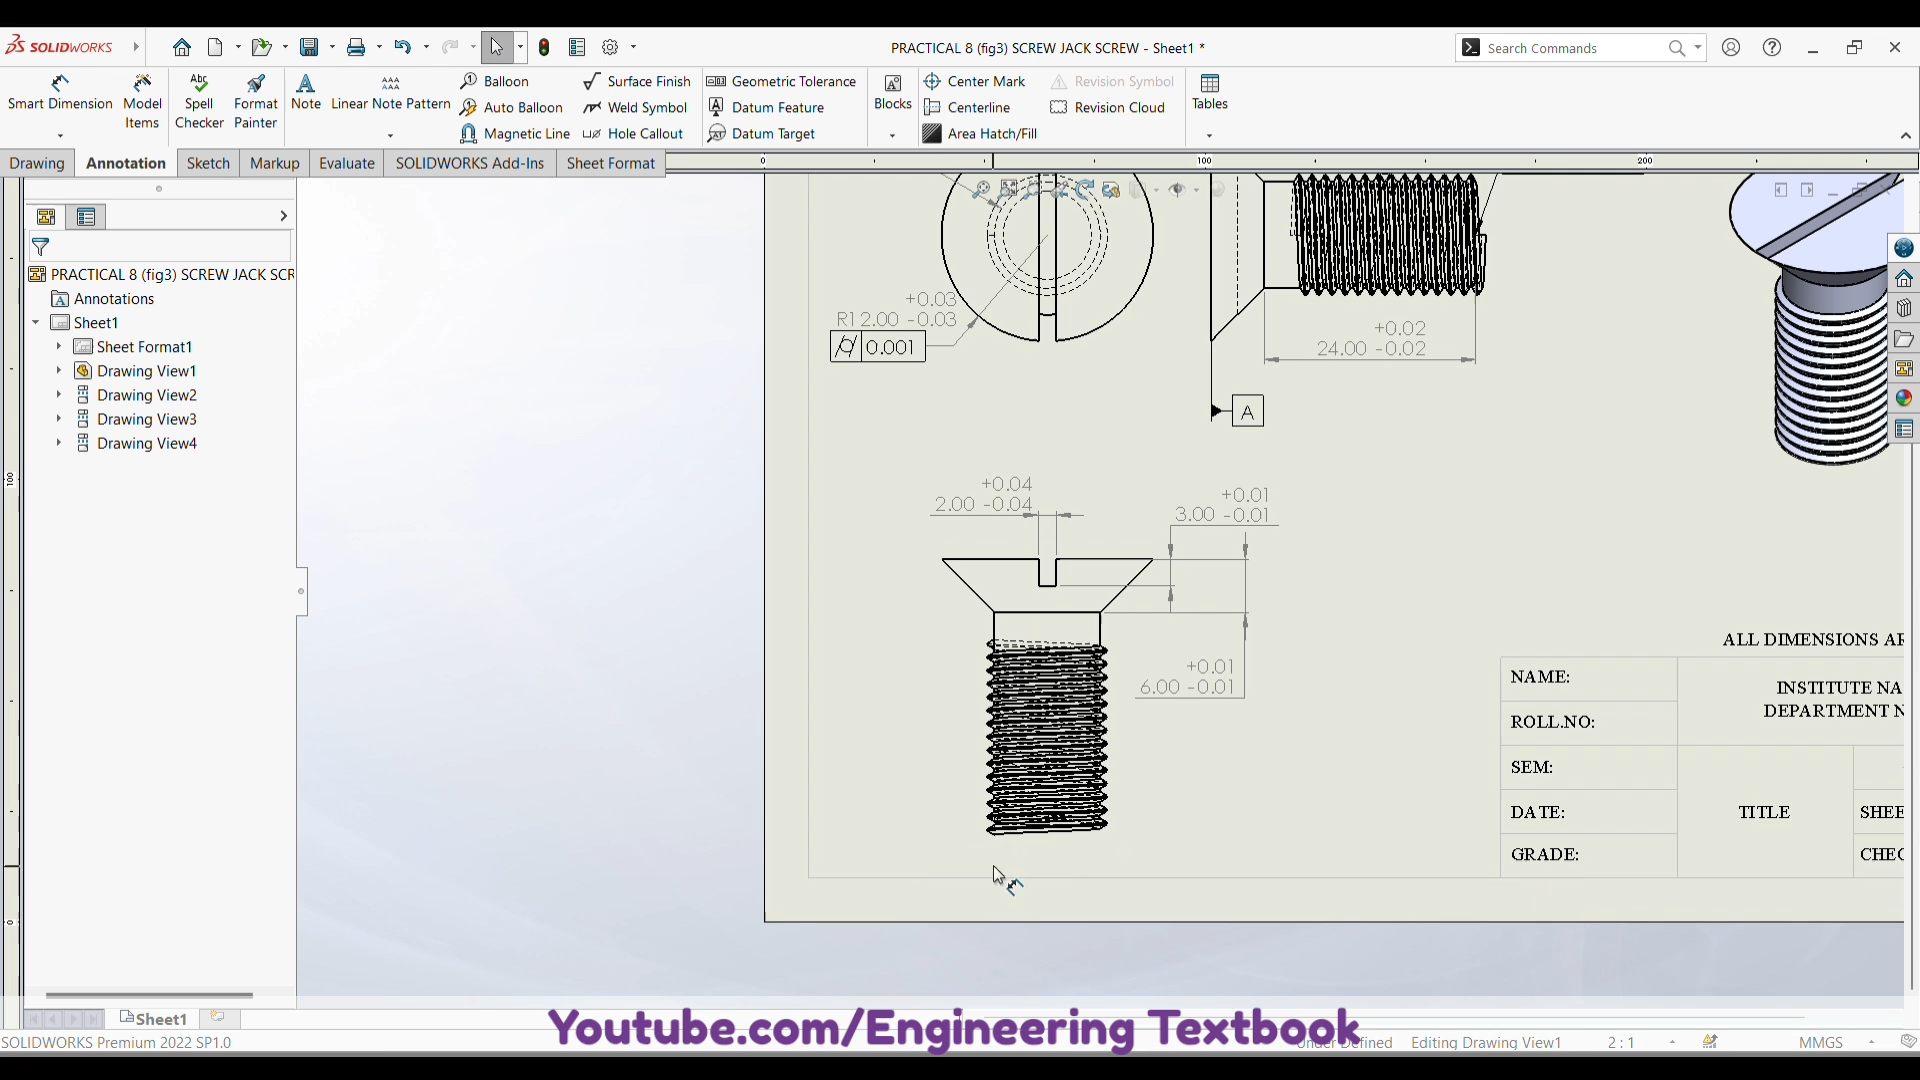 SOLIDWORKS
PRACTICAL 8 (fig3) SCREW JACK SCREW - Sheet1 *
Search Commands
Smart Dimension
Model Items
Spell Checker
Format Painter
Note
Linear Note Pattern
Balloon
Auto Balloon
Magnetic Line
Surface Finish
Weld Symbol
Hole Callout
Geometric Tolerance
Datum Feature
Datum Target
Blocks
Center Mark
Centerline
Area Hatch/Fill
Revision Symbol
Revision Cloud
Tables
Drawing
Annotation
Sketch
Markup
Evaluate
SOLIDWORKS Add-Ins
Sheet Format
0
100
200
PRACTICAL 8 (fig3) SCREW JACK SCR
Annotations
Sheet1
Sheet Format1
Drawing View1
Drawing View2
Drawing View3
Drawing View4
100
0
+0.03
R12.00 -0.03
0.001
+0.02
24.00 -0.02
A
+0.04
2.00 -0.04
+0.01
3.00 -0.01
+0.01
6.00 -0.01
ALL DIMENSIONS AR
NAME:
ROLL.NO:
SEM:
DATE:
GRADE:
INSTITUTE NA
DEPARTMENT N
TITLE
SHEE
CHEC
Sheet1
Youtube.com/Engineering Textbook
SOLIDWORKS Premium 2022 SP1.0
Under Defined
Editing Drawing View1
2 : 1
MMGS